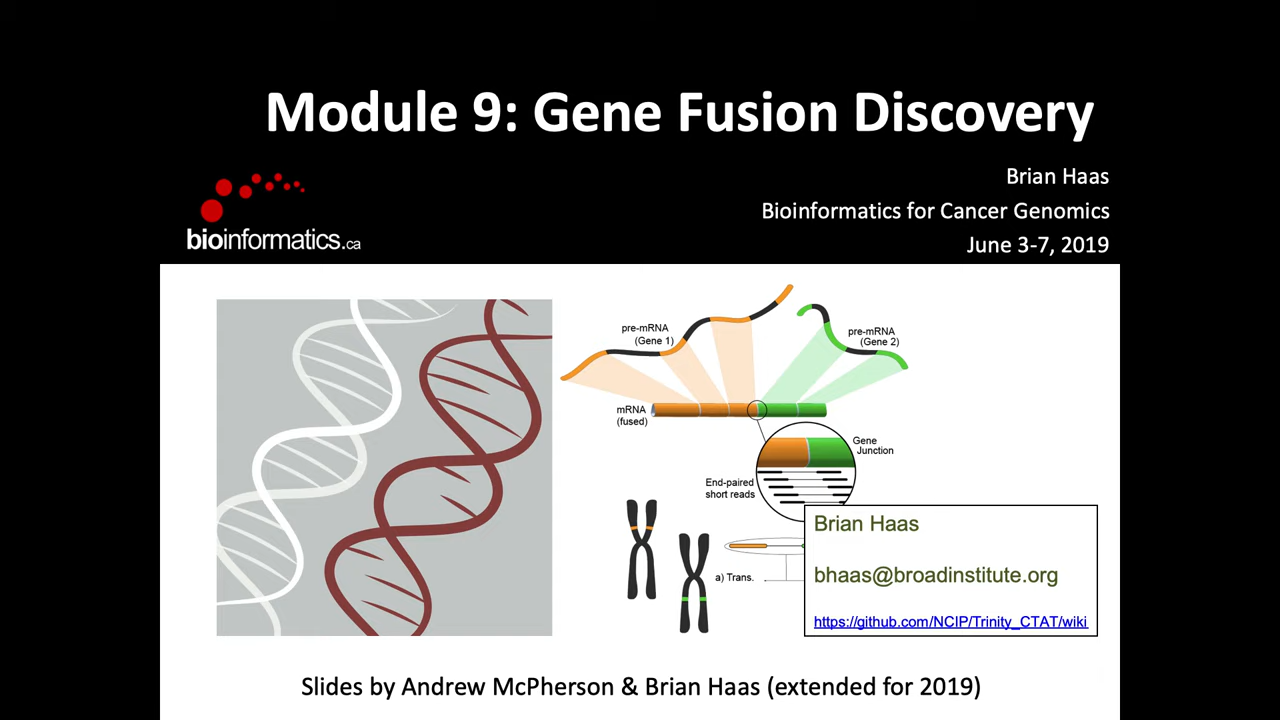 Module 9: Gene Fusion Discovery
Brian Haas
Bioinformatics for Cancer Genomics
June 3-7, 2019
bioinformatics.ca
pre-mRNA
(Gene 1)
pre-mRNA
(Gene 2)
mRNA
(fused)
Gene
Junction
End-paired
short reads
a) Trans.
Brian Haas
bhaas@broadinstitute.org
https://github.com/NCIP/Trinity_CTAT/wiki
Slides by Andrew McPherson & Brian Haas (extended for 2019)